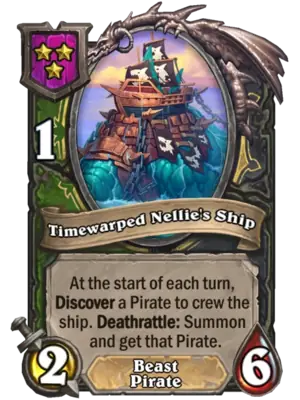 1
Timewarped Nellie's Ship
At the start of each turn,
Discover a Pirate to crew the
ship. Deathrattle: Summon
and get that Pirate.
2
Beast
Pirate
6